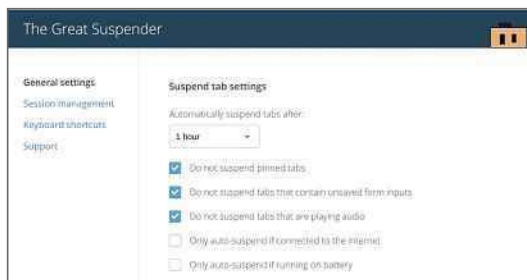 The Great Suspender
General settings
Session management
Keyboard shortcuts
Support
Suspend tab settings
Automatically suspend tabs after:
1 hour
Do not suspend pinned tabs
Do not suspend tabs that contain unsaved form inputs
Do not suspend tabs that are playing audio
Only auto-suspend if connected to the internet
Only auto-suspend if running on battery